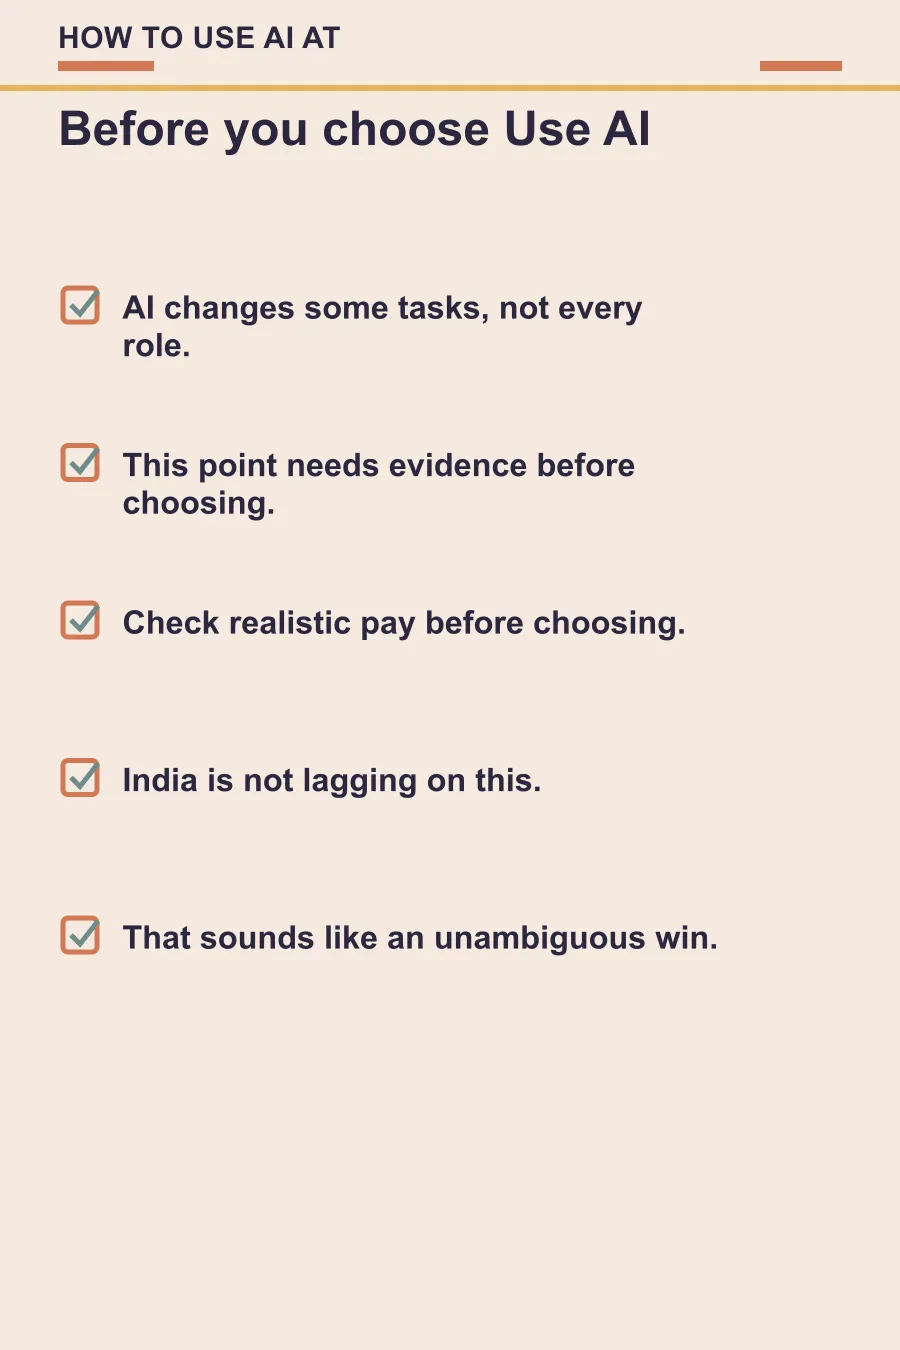 HOW TO USE AI AT
Before you choose Use AI
AI changes some tasks, not every
role.
This point needs evidence before
choosing.
Check realistic pay before choosing.
India is not lagging on this.
That sounds like an unambiguous win.